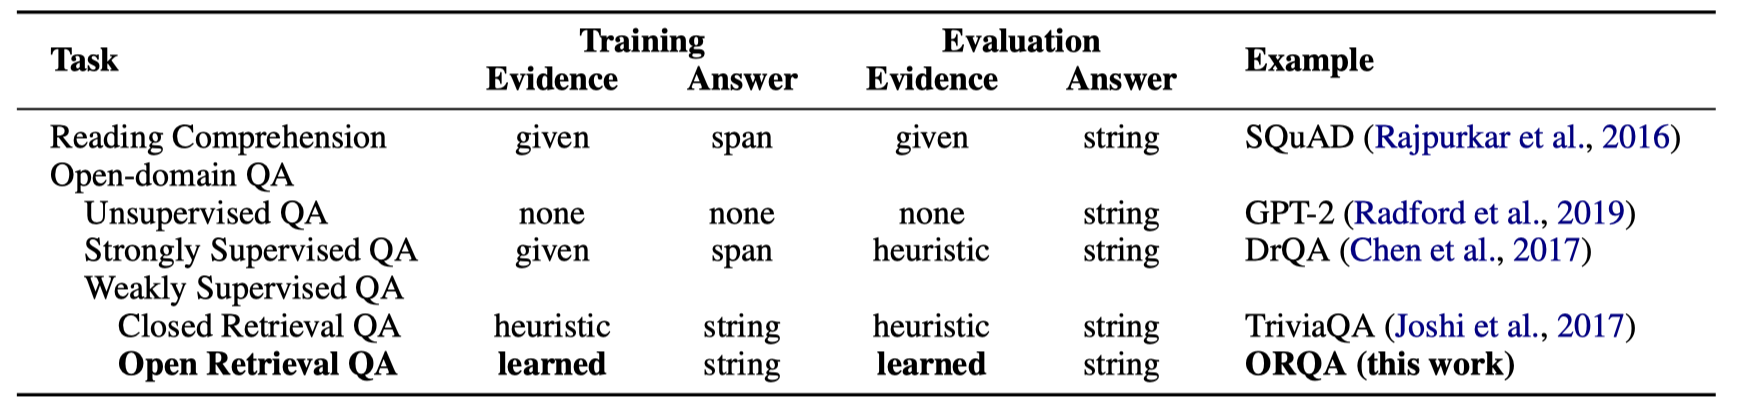 Task Training Evaluation Example
Evidence Answer Evidence Answer
Reading Comprehension given span given string SQuAD (Rajpurkar et al., 2016)
Open-domain QA
Unsupervised QA none none none string GPT-2 (Radford et al., 2019)
Strongly Supervised QA given span heuristic string DrQA (Chen et al., 2017)
Weakly Supervised QA
Closed Retrieval QA heuristic string heuristic string TriviaQA (Joshi et al., 2017)
Open Retrieval QA learned string learned string ORQA (this work)